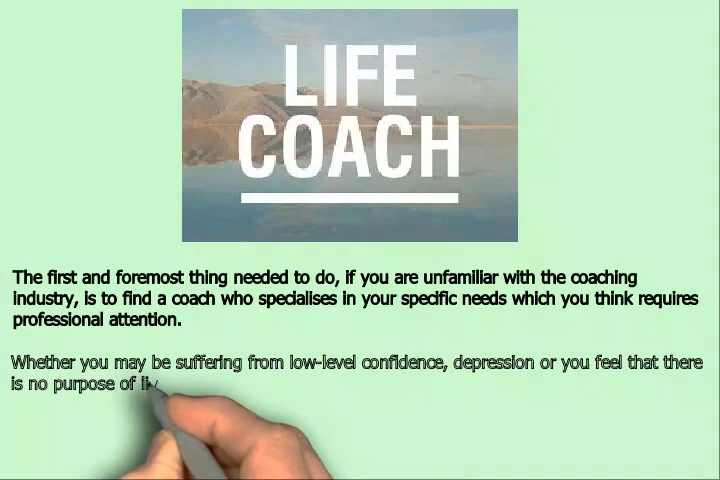 LIFE
COACH
The first and foremost thing needed to do, if you are unfamiliar with the coaching
industry, is to find a coach who specialises in your specific needs which you think requires
professional attention.
Whether you may be suffering from low-level confidence, depression or you feel that there
is no purpose of